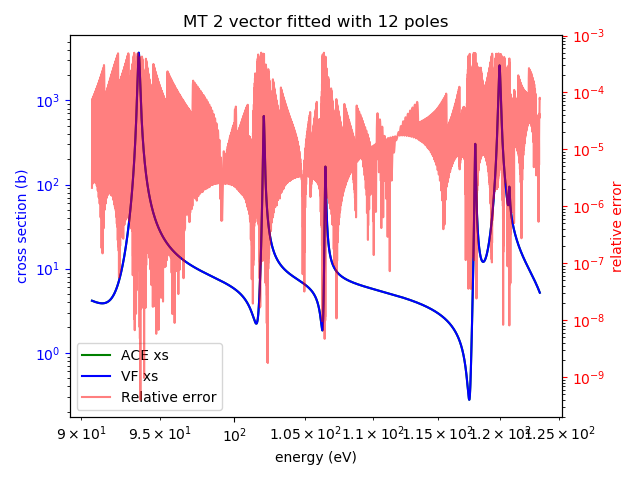 MT 2 vector fitted with 12 poles
cross section (b)
10³
10²
10¹
10⁰
10⁻³
10⁻⁴
10⁻⁵
10⁻⁶
10⁻⁷
10⁻⁸
10⁻⁹
relative error
ACE xs
VF xs
Relative error
9 × 10¹ 9.5 × 10¹ 10² 1.05 × 10² 1.1 × 10² 1.15 × 10² 1.2 × 10² 1.25 × 10²
energy (eV)